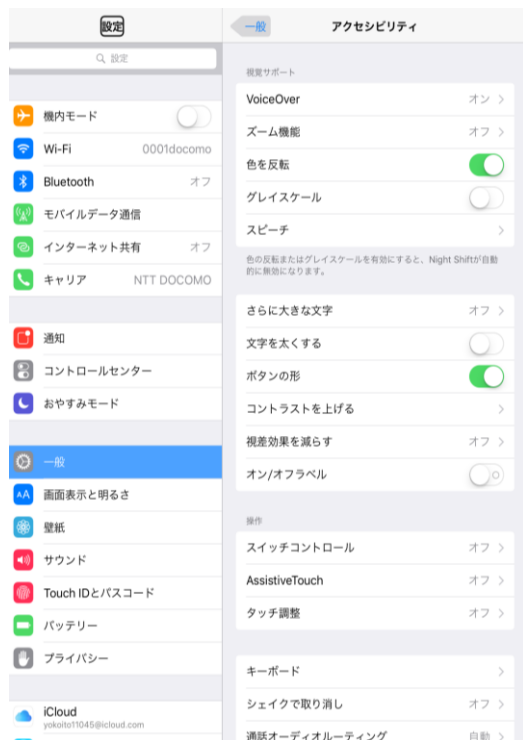 設定
設定
機内モード
Wi-Fi 0001docomo
Bluetooth オフ
モバイルデータ通信
インターネット共有 オフ
キャリア NTT DOCOMO
通知
コントロールセンター
おやすみモード
一般
AA 画面表示と明るさ
壁紙
サウンド
Touch IDとパスコード
バッテリー
プライバシー
iCloud
yokoito11045@icloud.com
一般 アクセシビリティ
視覚サポート
VoiceOver オン
ズーム機能 オフ
色を反転
グレイスケール
スピーチ
色の反転またはグレイスケールを有効にすると、Night Shiftが自動
的に無効になります。
さらに大きな文字 オフ
文字を太くする
ボタンの形
コントラストを上げる
視差効果を減らす オフ
オン/オフラベル
操作
スイッチコントロール オフ
AssistiveTouch オフ
タッチ調整 オフ
キーボード
シェイクで取り消し オフ
通話オーディオルーティング 自動